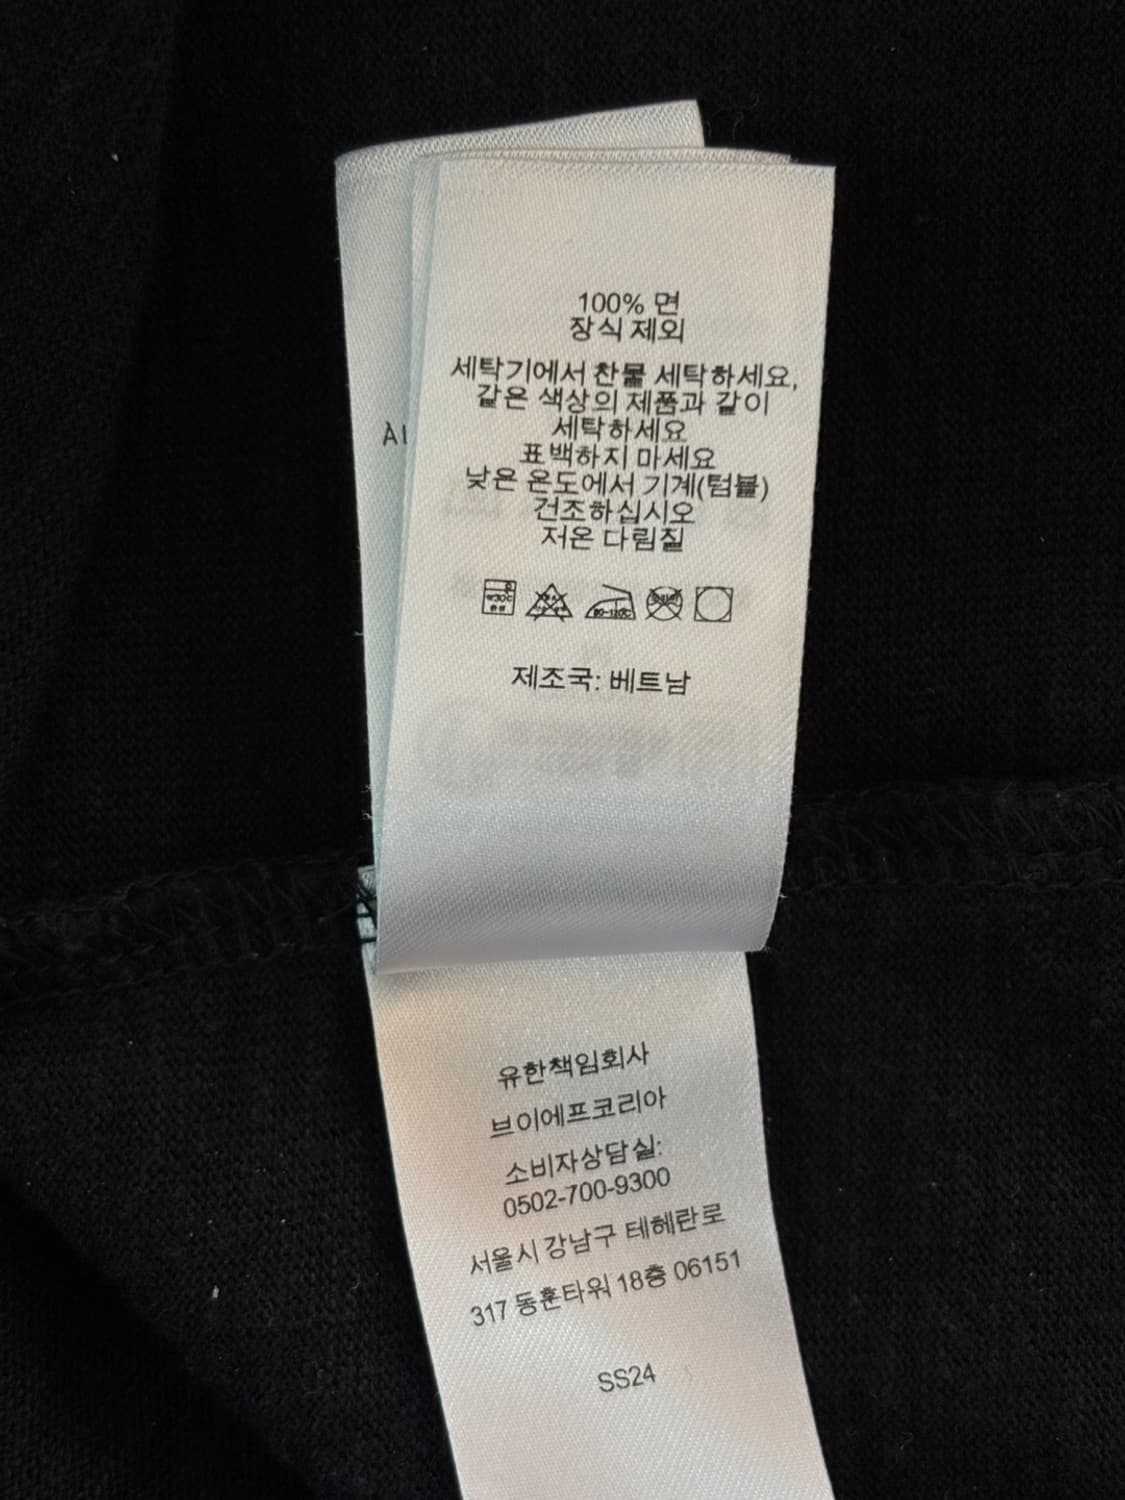 100% 면
장식 제외
세탁기에서 찬물 세탁하세요,
같은 색상의 제품과 같이
세탁하세요
표백하지 마세요
낮은 온도에서 기계(텀블)
건조하십시오
저온 다림질
제조국: 베트남
유한책임회사
브이에프코리아
소비자상담실:
0502-700-9300
서울시 강남구 테헤란로
317 동훈타워 18층 06151
SS24